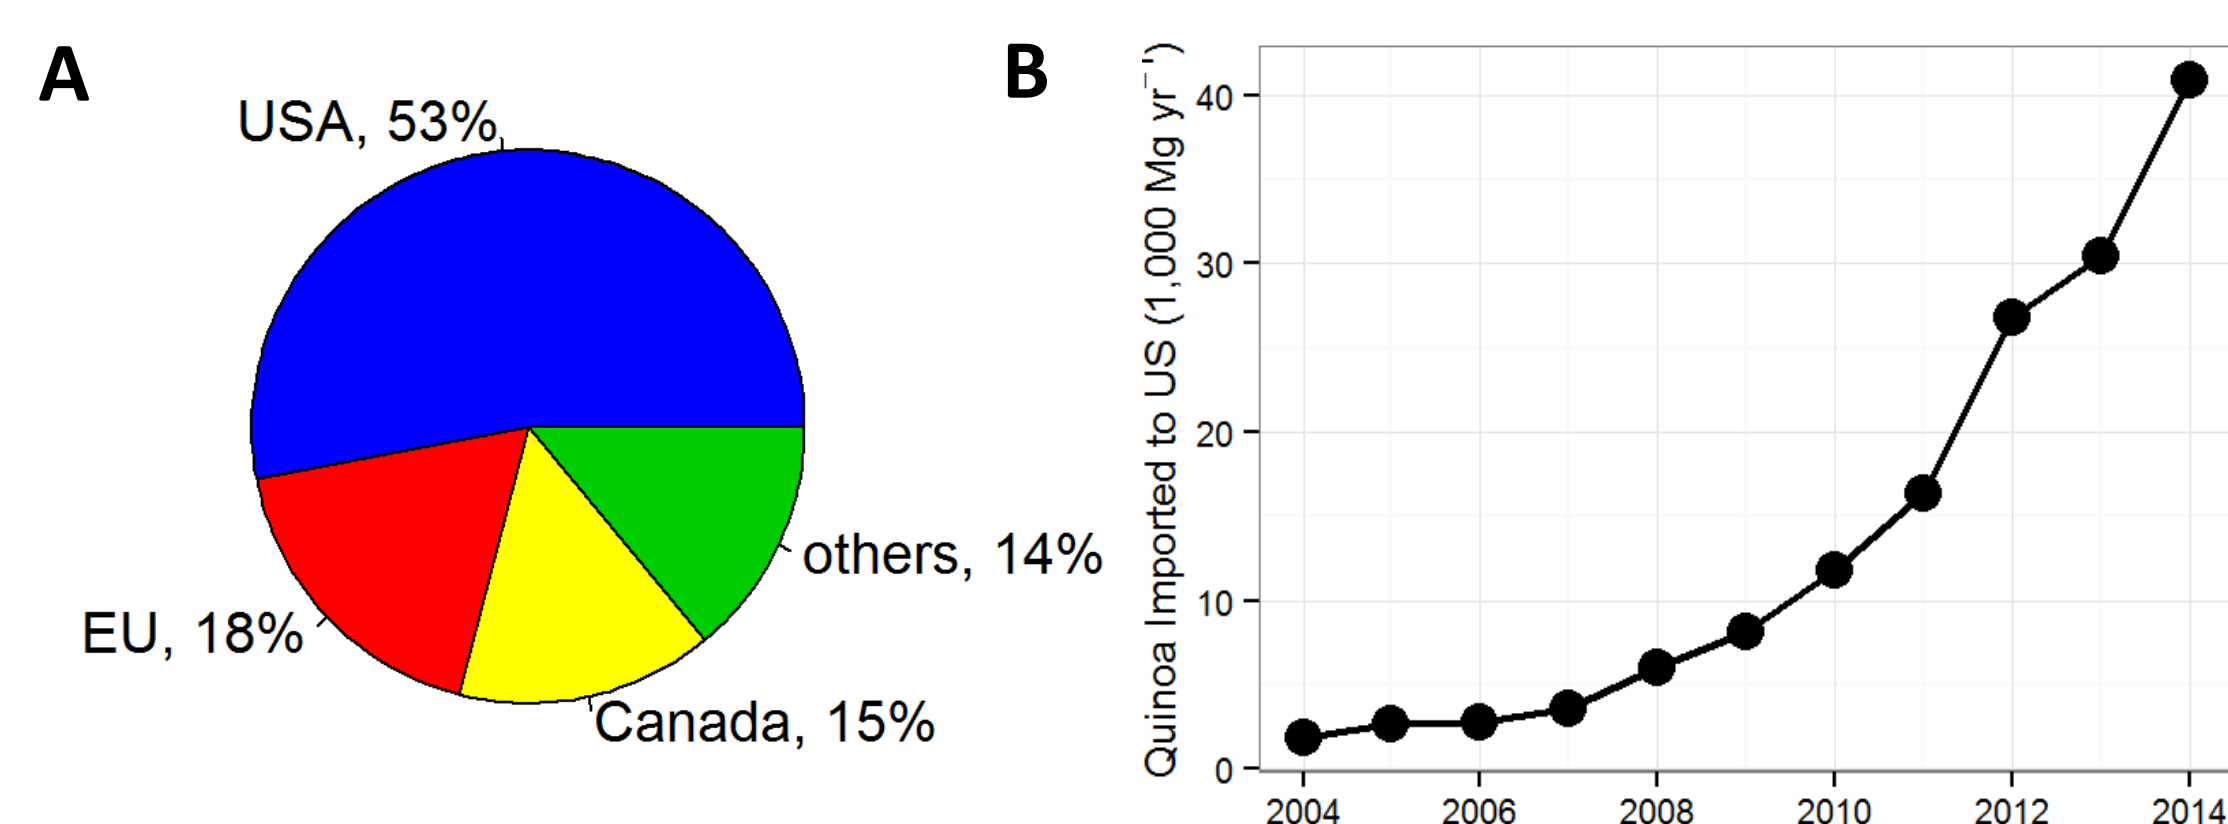 A
USA, 53%
EU, 18%
Canada, 15%
others, 14%
B
Quinoa Imported to US (1,000 Mg yr⁻¹)
40
30
20
10
0
2004
2006
2008
2010
2012
2014